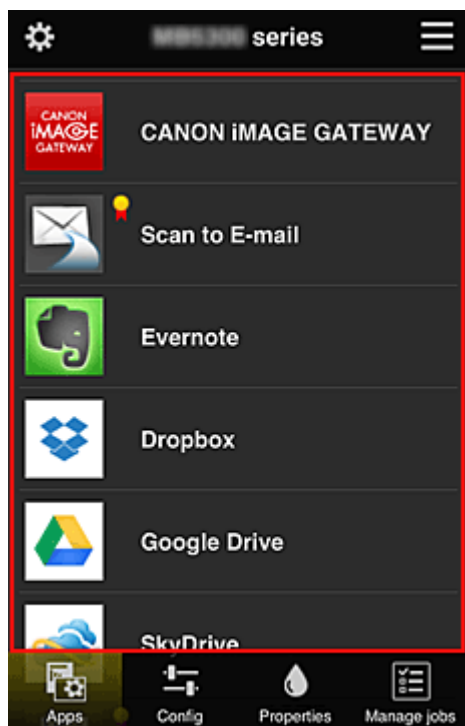 series
CANON
iMAGE
GATEWAY
CANON iMAGE GATEWAY
Scan to E-mail
Evernote
Dropbox
Google Drive
SkyDrive
Apps
Config
Properties
Manage jobs